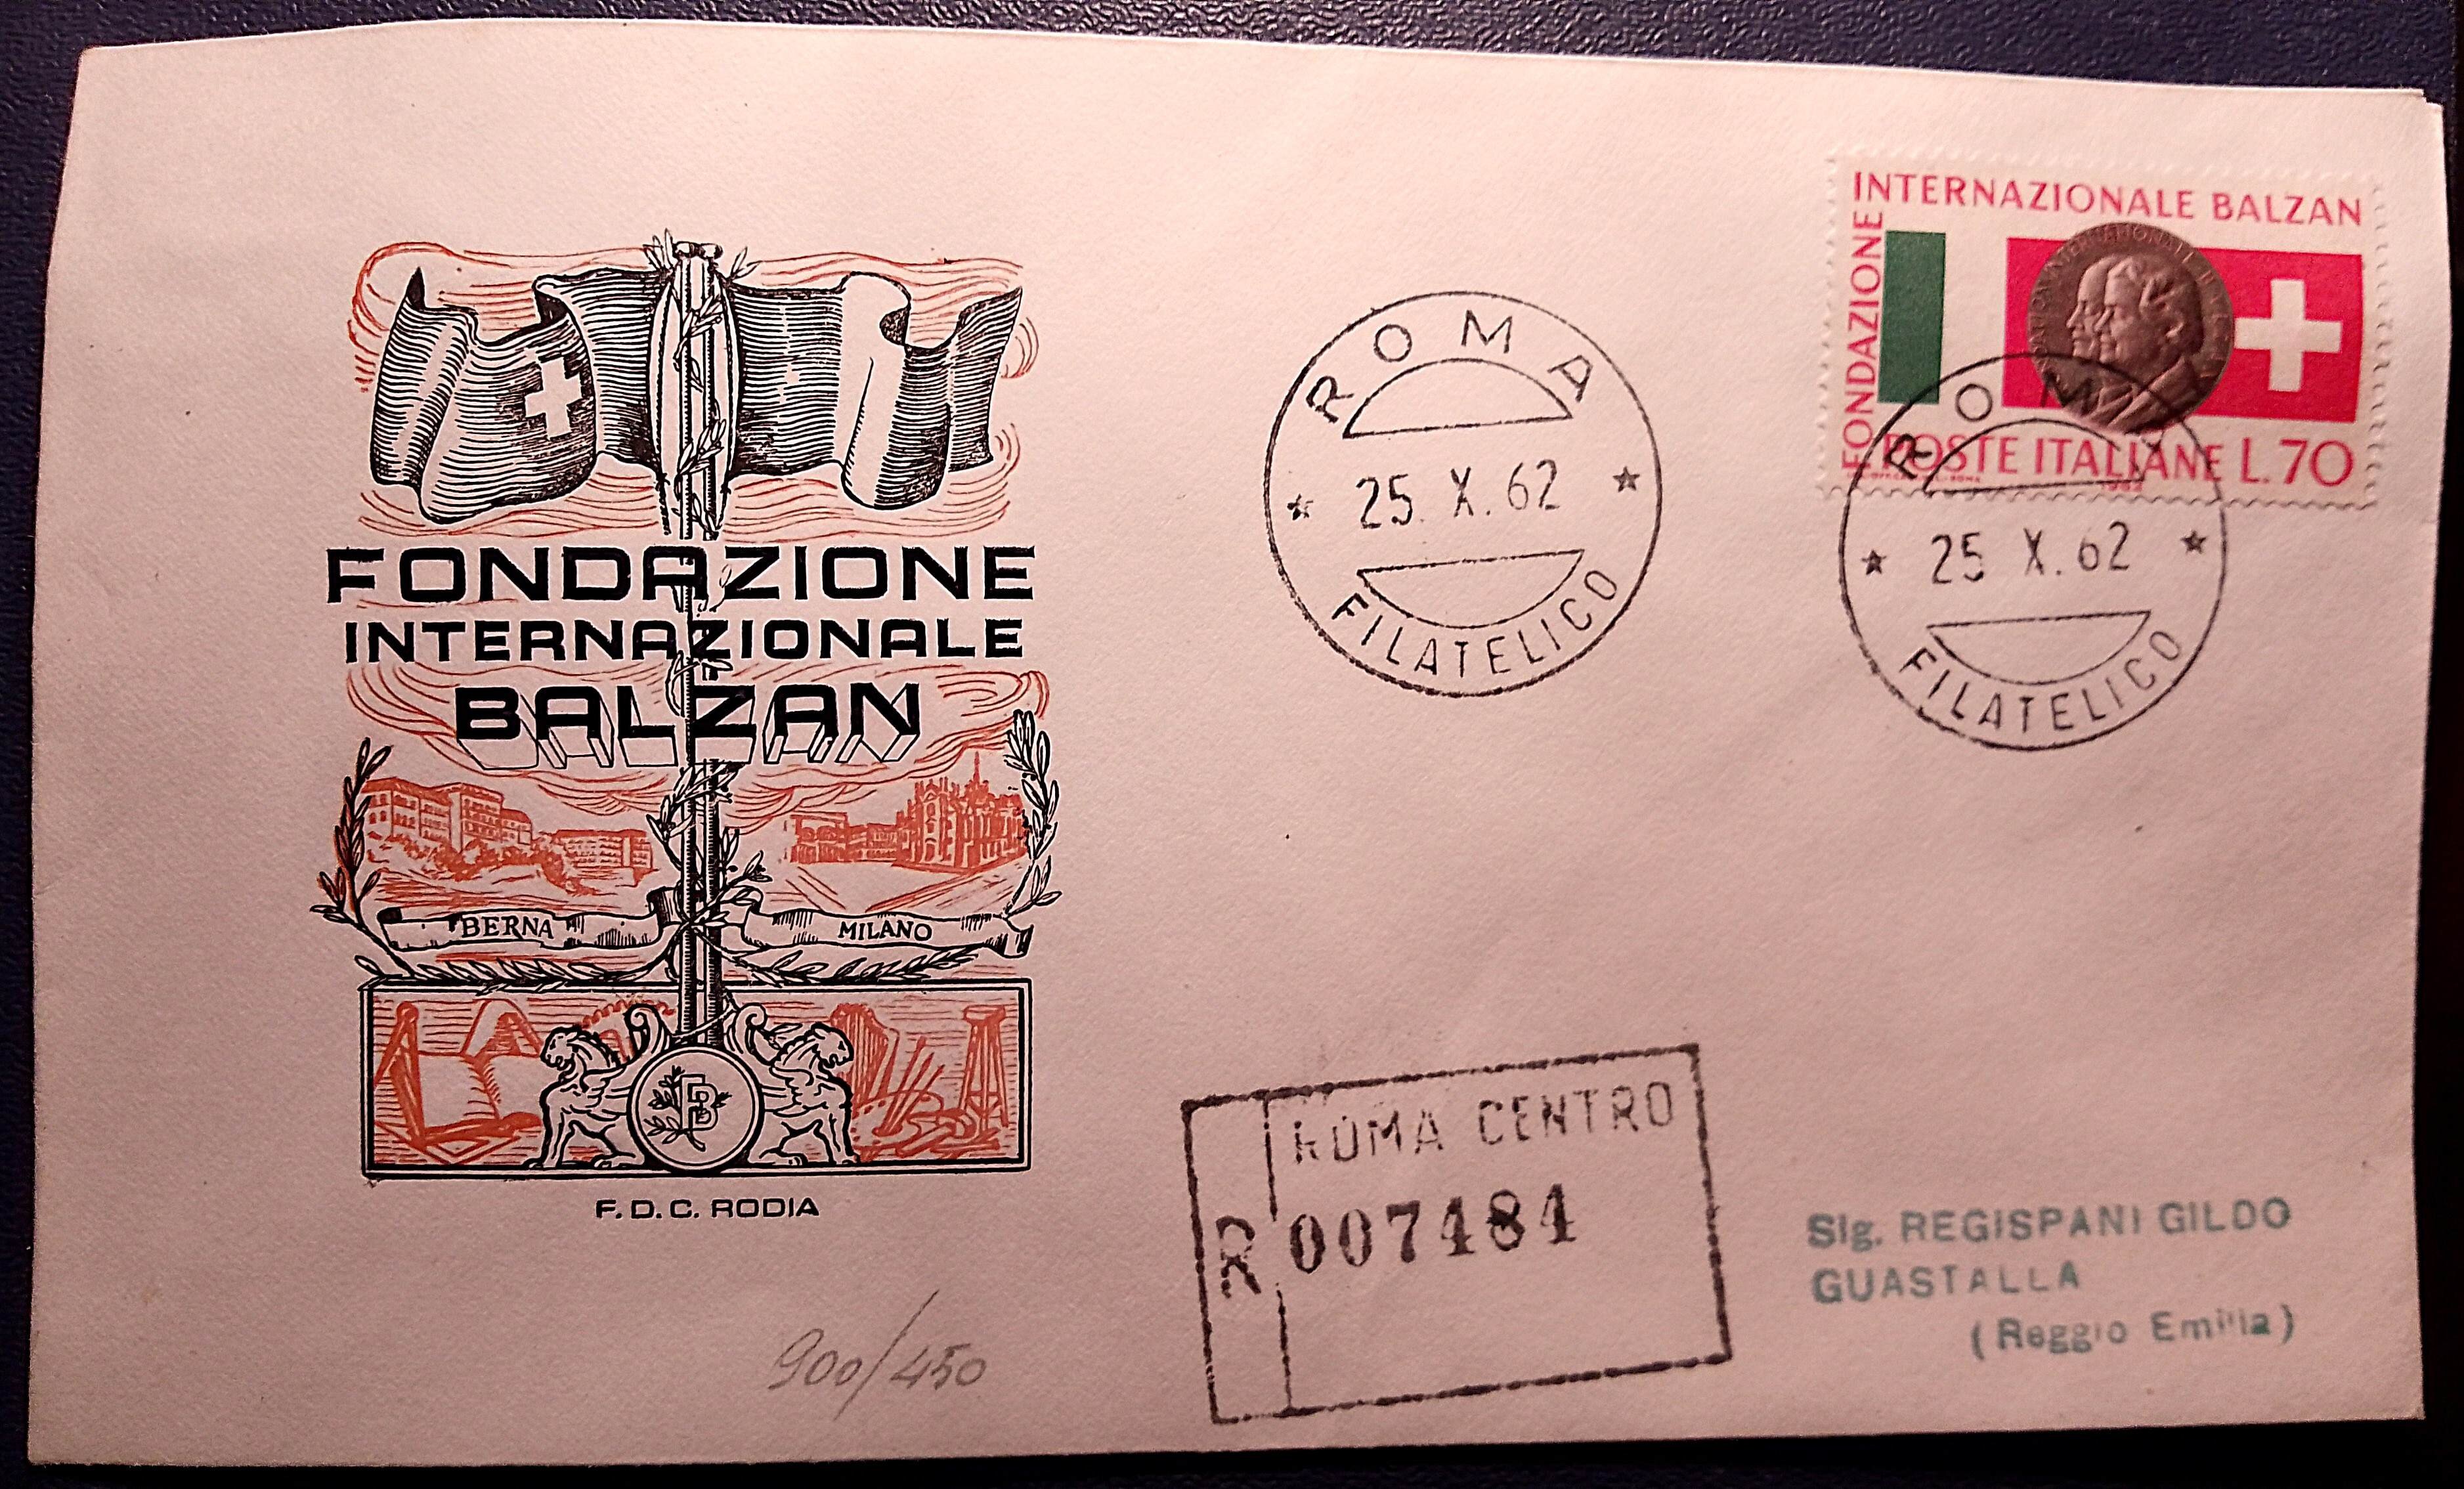 FONDAZIONE
INTERNAZIONALE
BALZAN
BERNA
MILANO
FB
F. D. C. RODIA
900/450
ROMA
25. X. 62
FILATELICO
INTERNAZIONALE BALZAN
FONDAZIONE
POSTE ITALIANE L. 70
ROMA
25 X. 62
FILATELICO
R
ROMA CENTRO
007484
Sig. REGISPANI GILDO
GUASTALLA
(Reggio Emilia)